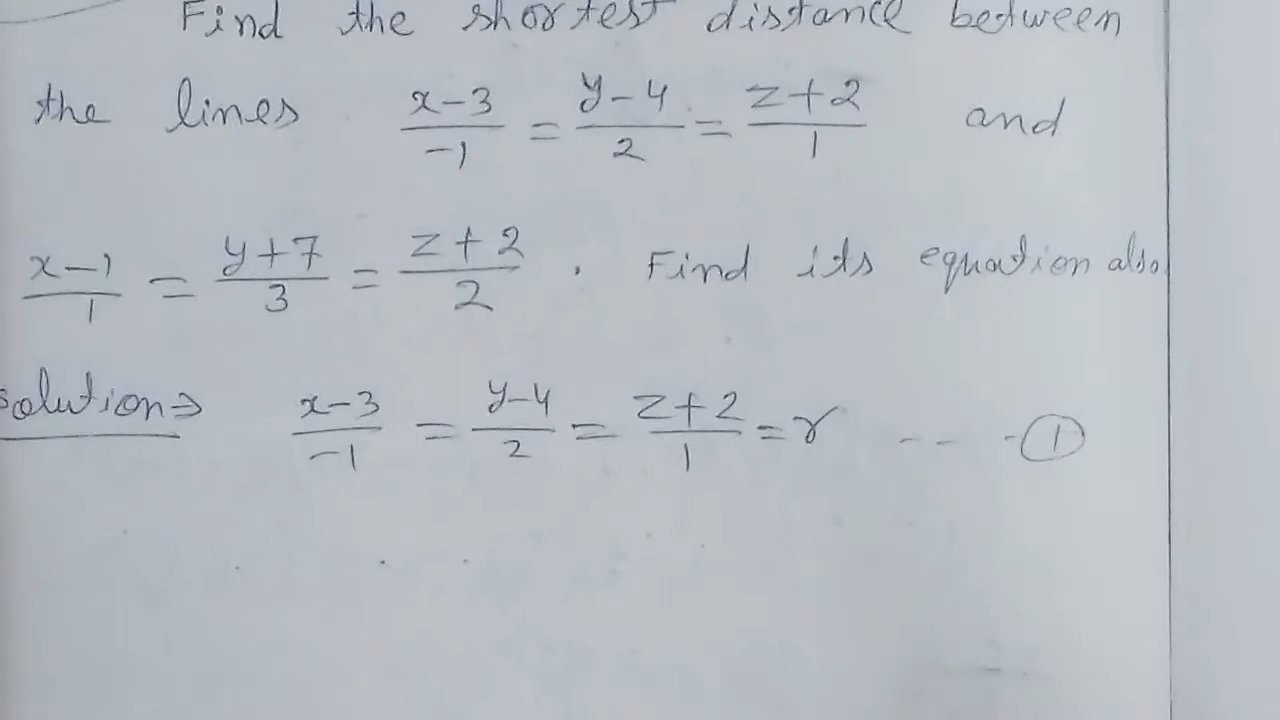 Find the shortest distance between
the lines x-3/-1 = y-4/2 = z+2/1 and
x-1/1 = y+7/3 = z+2/2 . Find its equation also
solution⇒ x-3/-1 = y-4/2 = z+2/1 = r -- - ①